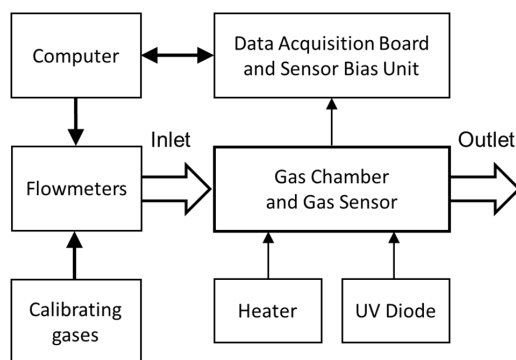 Computer
Data Acquisition Board
and Sensor Bias Unit
Inlet
Outlet
Flowmeters
Gas Chamber
and Gas Sensor
Calibrating
gases
Heater
UV Diode